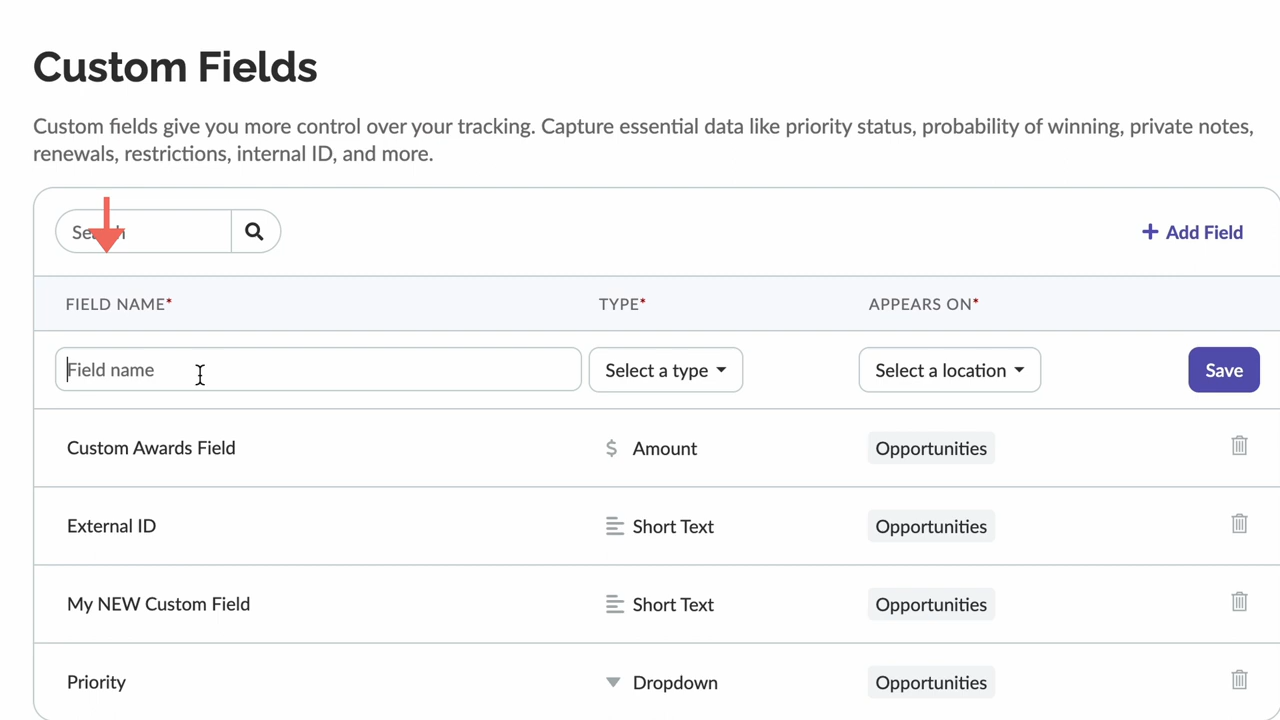 Custom Fields
Custom fields give you more control over your tracking. Capture essential data like priority status, probability of winning, private notes,
renewals, restrictions, internal ID, and more.
Search
+ Add Field
FIELD NAME* TYPE* APPEARS ON*
Field name Select a type Select a location Save
Custom Awards Field $ Amount Opportunities
External ID Short Text Opportunities
My NEW Custom Field Short Text Opportunities
Priority Dropdown Opportunities